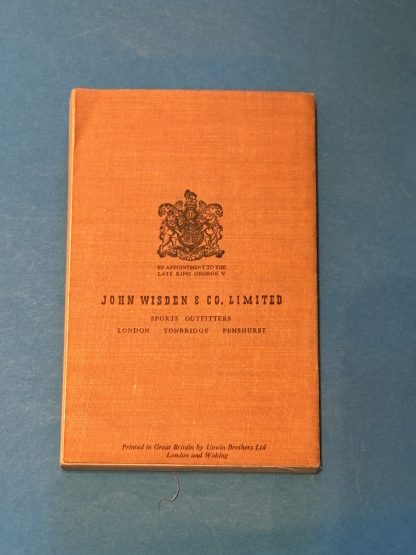 BY APPOINTMENT TO THE
LATE KING GEORGE V
JOHN WISDEN & CO. LIMITED
SPORTS OUTFITTERS
LONDON TONBRIDGE PENSHURST
Printed in Great Britain by Unwin Brothers Ltd
London and Woking